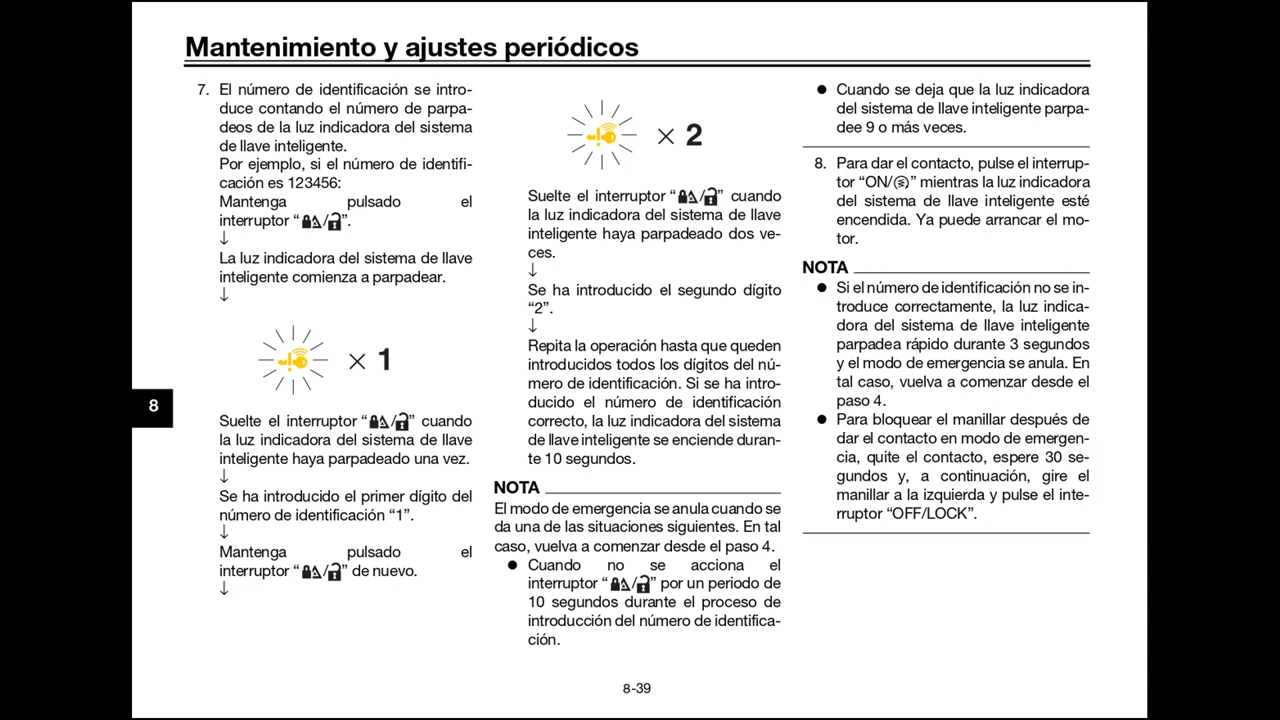 Mantenimiento y ajustes periódicos
7. El número de identificación se intro-
duce contando el número de parpa-
deos de la luz indicadora del sistema
de llave inteligente.
Por ejemplo, si el número de identifi-
cación es 123456:
Mantenga pulsado el
interruptor “ / ”.
↓
La luz indicadora del sistema de llave
inteligente comienza a parpadear.
↓
× 1
Suelte el interruptor “ / ” cuando
la luz indicadora del sistema de llave
inteligente haya parpadeado una vez.
↓
Se ha introducido el primer dígito del
número de identificación “1”.
↓
Mantenga pulsado el
interruptor “ / ” de nuevo.
↓
× 2
Suelte el interruptor “ / ” cuando
la luz indicadora del sistema de llave
inteligente haya parpadeado dos ve-
ces.
↓
Se ha introducido el segundo dígito
“2”.
↓
Repita la operación hasta que queden
introducidos todos los dígitos del nú-
mero de identificación. Si se ha intro-
ducido el número de identificación
correcto, la luz indicadora del sistema
de llave inteligente se enciende duran-
te 10 segundos.
NOTA
El modo de emergencia se anula cuando se
da una de las situaciones siguientes. En tal
caso, vuelva a comenzar desde el paso 4.
● Cuando no se acciona el
interruptor “ / ” por un periodo de
10 segundos durante el proceso de
introducción del número de identifica-
ción.
● Cuando se deja que la luz indicadora
del sistema de llave inteligente parpa-
dee 9 o más veces.
8. Para dar el contacto, pulse el interrup-
tor “ON/ ” mientras la luz indicadora
del sistema de llave inteligente esté
encendida. Ya puede arrancar el mo-
tor.
NOTA
● Si el número de identificación no se in-
troduce correctamente, la luz indica-
dora del sistema de llave inteligente
parpadea rápido durante 3 segundos
y el modo de emergencia se anula. En
tal caso, vuelva a comenzar desde el
paso 4.
● Para bloquear el manillar después de
dar el contacto en modo de emergen-
cia, quite el contacto, espere 30 se-
gundos y, a continuación, gire el
manillar a la izquierda y pulse el inte-
rruptor “OFF/LOCK”.
8
8-39